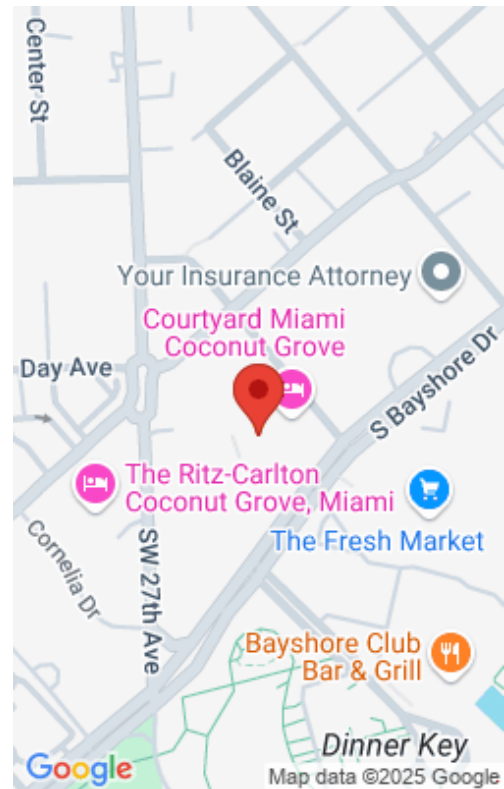 Center St
Blaine St
Your Insurance Attorney
Courtyard Miami
Coconut Grove
S Bayshore Dr
Day Ave
The Ritz-Carlton
Coconut Grove, Miami
The Fresh Market
Cornelia Dr
SW 27th Ave
Bayshore Club
Bar & Grill
Dinner Key
Google
Map data ©2025 Google